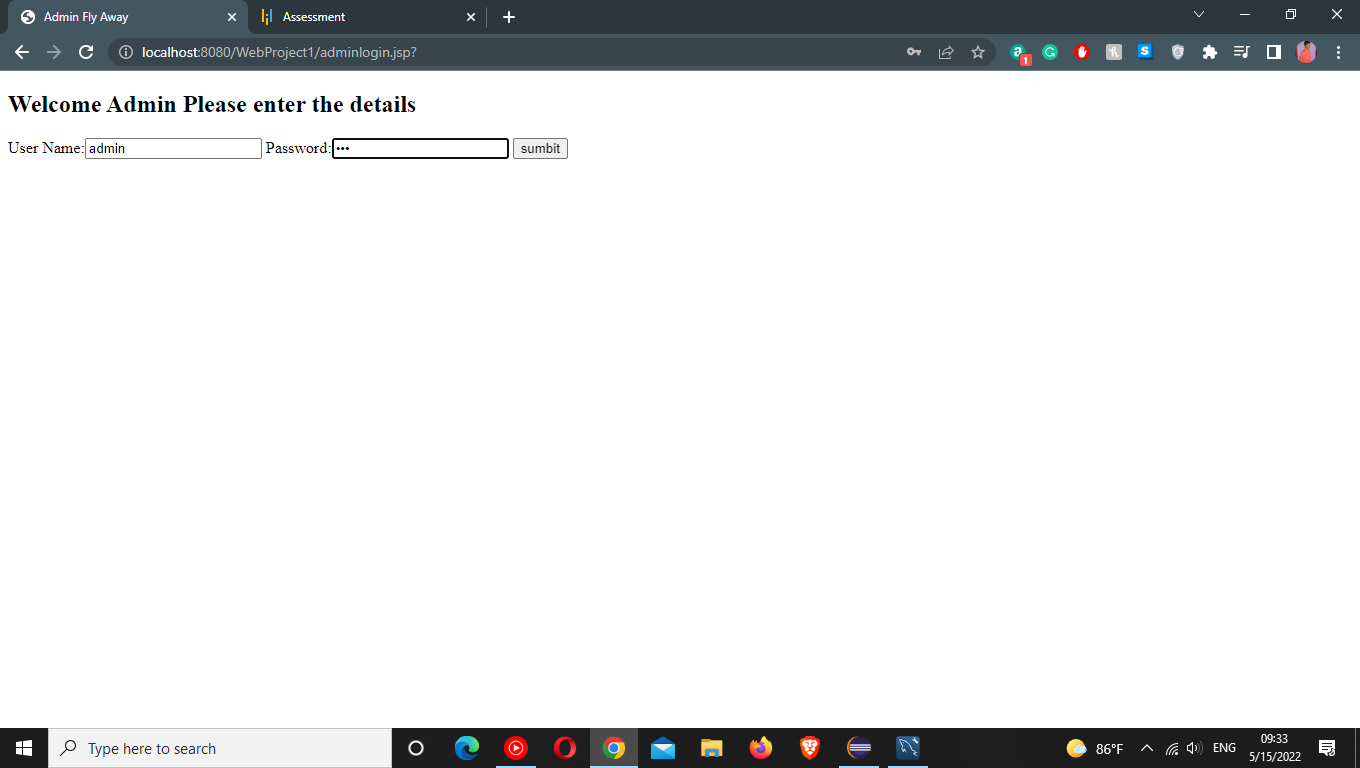 Admin Fly Away
Assessment
localhost:8080/WebProject1/adminlogin.jsp?
1
Welcome Admin Please enter the details
User Name: admin Password: ••• sumbit
Type here to search
86°F
ENG
09:33
5/15/2022